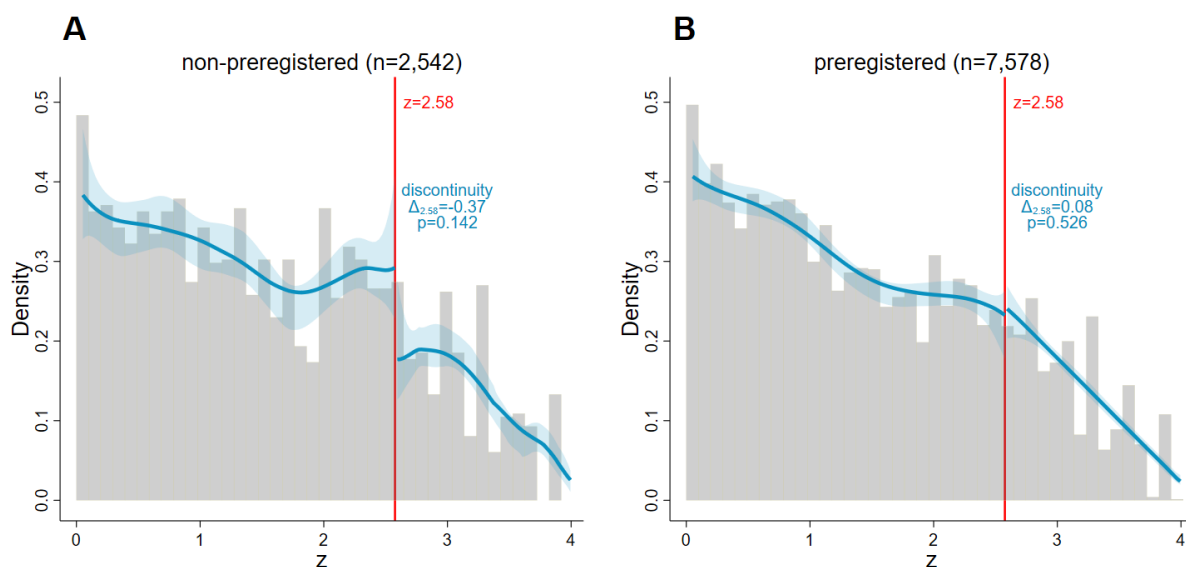 A
non-preregistered (n=2,542)
z=2.58
discontinuity
Δ2.58=-0.37
p=0.142
Density
0.5
0.4
0.3
0.2
0.1
0.0
0 1 2 3 4
z
B
preregistered (n=7,578)
z=2.58
discontinuity
Δ2.58=0.08
p=0.526
Density
0.5
0.4
0.3
0.2
0.1
0.0
0 1 2 3 4
z